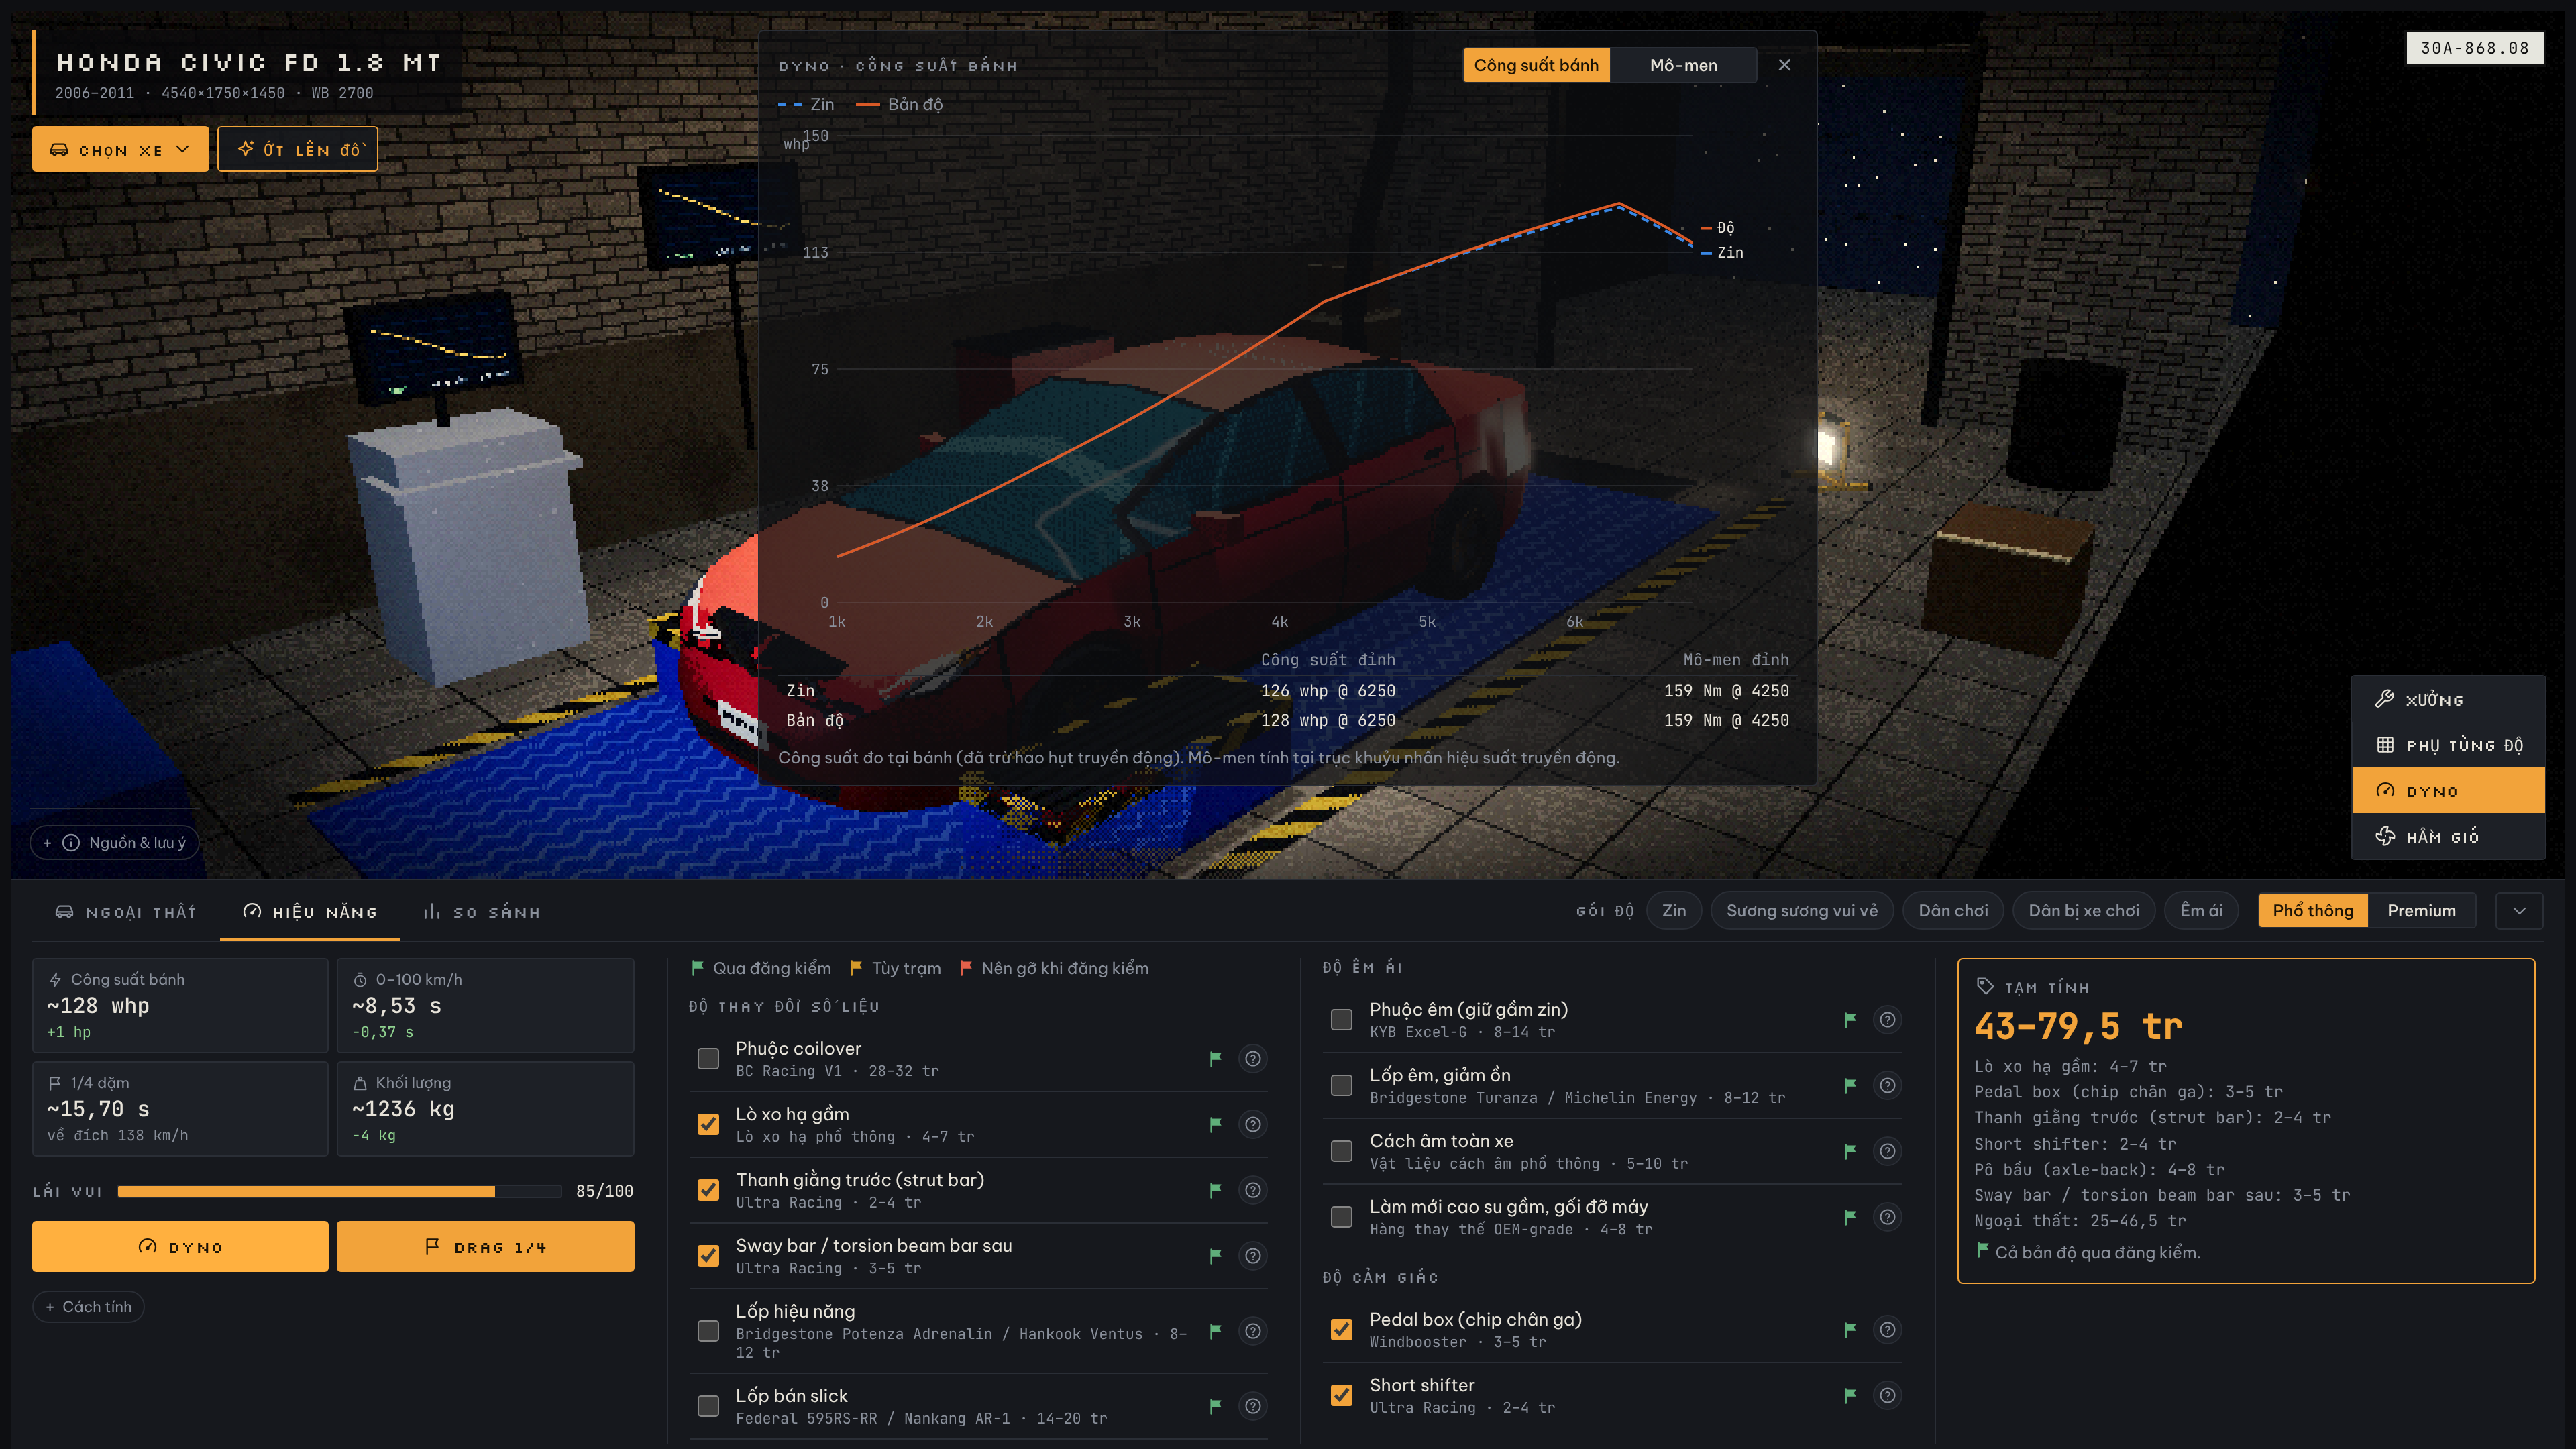 HONDA CIVIC FD 1.8 MT
2006–2011 · 4540×1750×1450 · WB 2700
CHỌN XE
ỚT LÊN ĐỒ
30A-868.08
DYNO · CÔNG SUẤT BÁNH
Công suất bánh
Mô-men
Zin
Bản độ
whp
150
113
75
38
0
1k
2k
3k
4k
5k
6k
Độ
Zin
Công suất đỉnh
Mô-men đỉnh
Zin
126 whp @ 6250
159 Nm @ 4250
Bản độ
128 whp @ 6250
159 Nm @ 4250
Công suất đo tại bánh (đã trừ hao hụt truyền động). Mô-men tính tại trục khuỷu nhân hiệu suất truyền động.
XƯỞNG
PHỤ TÙNG ĐỘ
DYNO
HẦM GIÓ
+ Nguồn & lưu ý
NGOẠI THẤT
HIỆU NĂNG
SO SÁNH
GÓI ĐỘ
Zin
Sương sương vui vẻ
Dân chơi
Dân bị xe chơi
Êm ái
Phổ thông
Premium
Công suất bánh
~128 whp
+1 hp
0–100 km/h
~8,53 s
-0,37 s
1/4 dặm
~15,70 s
về đích 138 km/h
Khối lượng
~1236 kg
-4 kg
LÁI VUI
85/100
DYNO
DRAG 1/4
+ Cách tính
Qua đăng kiểm
Tùy trạm
Nên gỡ khi đăng kiểm
ĐỘ THAY ĐỔI SỐ LIỆU
Phuộc coilover
BC Racing V1 · 28–32 tr
Lò xo hạ gầm
Lò xo hạ phổ thông · 4–7 tr
Thanh giằng trước (strut bar)
Ultra Racing · 2–4 tr
Sway bar / torsion beam bar sau
Ultra Racing · 3–5 tr
Lốp hiệu năng
Bridgestone Potenza Adrenalin / Hankook Ventus · 8–
12 tr
Lốp bán slick
Federal 595RS-RR / Nankang AR-1 · 14–20 tr
ĐỘ ÊM ÁI
Phuộc êm (giữ gầm zin)
KYB Excel-G · 8–14 tr
Lốp êm, giảm ồn
Bridgestone Turanza / Michelin Energy · 8–12 tr
Cách âm toàn xe
Vật liệu cách âm phổ thông · 5–10 tr
Làm mới cao su gầm, gối đỡ máy
Hàng thay thế OEM-grade · 4–8 tr
ĐỘ CẢM GIÁC
Pedal box (chip chân ga)
Windbooster · 3–5 tr
Short shifter
Ultra Racing · 2–4 tr
TẠM TÍNH
43–79,5 tr
Lò xo hạ gầm: 4–7 tr
Pedal box (chip chân ga): 3–5 tr
Thanh giằng trước (strut bar): 2–4 tr
Short shifter: 2–4 tr
Pô bầu (axle-back): 4–8 tr
Sway bar / torsion beam bar sau: 3–5 tr
Ngoại thất: 25–46,5 tr
Cả bản độ qua đăng kiểm.